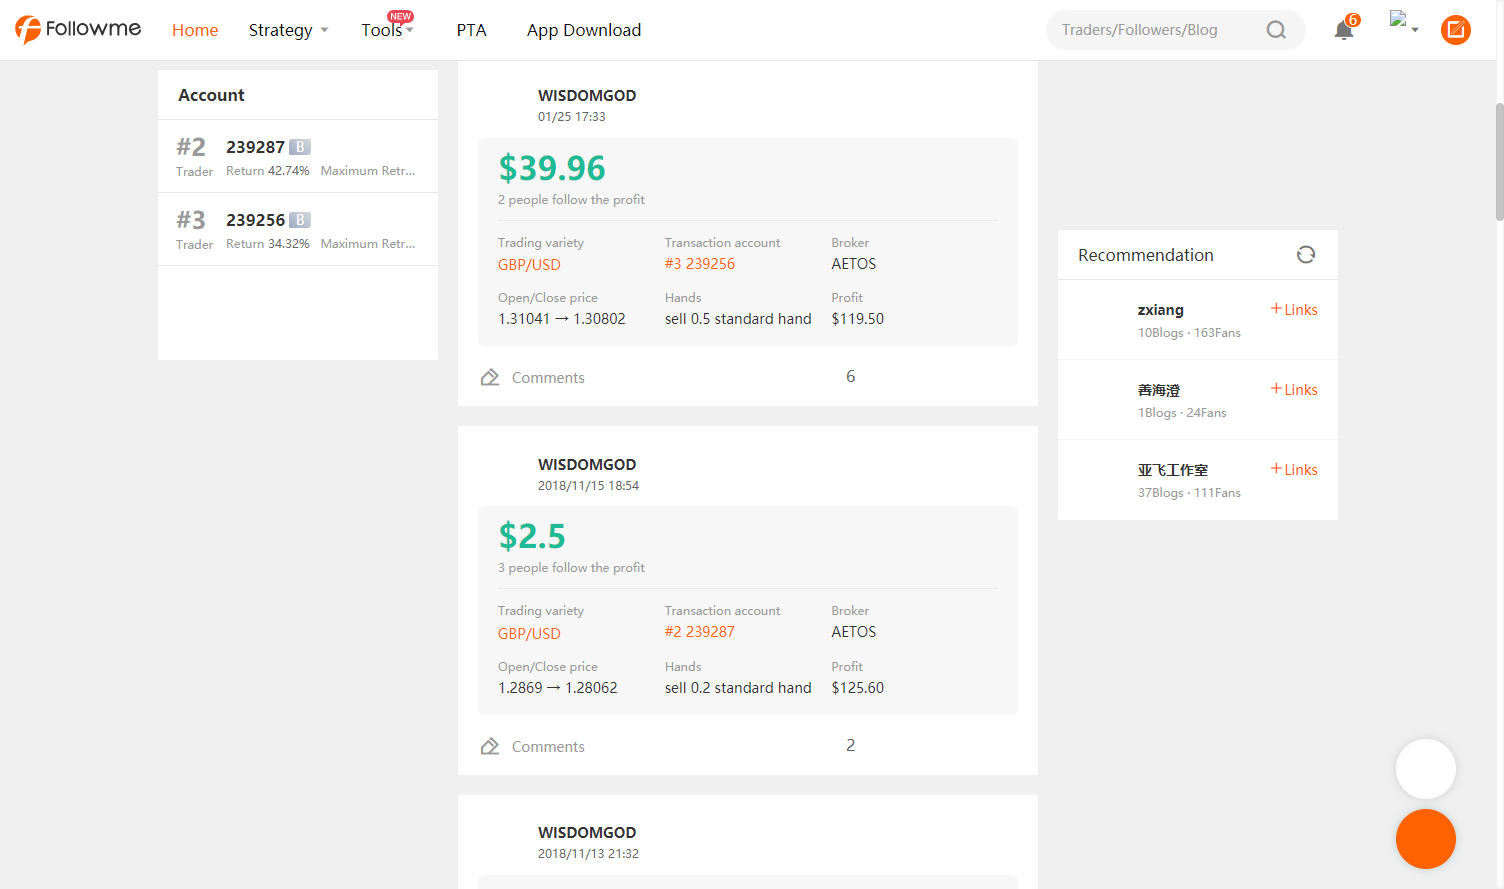 Followme
Home
Strategy
Tools
NEW
PTA
App Download
Traders/Followers/Blog
6
Account
#2
Trader
239287 B
Return 42.74% Maximum Retr...
#3
Trader
239256 B
Return 34.32% Maximum Retr...
WISDOMGOD
01/25 17:33
$39.96
2 people follow the profit
Trading variety
GBP/USD
Transaction account
#3 239256
Broker
AETOS
Open/Close price
1.31041 → 1.30802
Hands
sell 0.5 standard hand
Profit
$119.50
Comments
6
WISDOMGOD
2018/11/15 18:54
$2.5
3 people follow the profit
Trading variety
GBP/USD
Transaction account
#2 239287
Broker
AETOS
Open/Close price
1.2869 → 1.28062
Hands
sell 0.2 standard hand
Profit
$125.60
Comments
2
WISDOMGOD
2018/11/13 21:32
Recommendation
zxiang
+Links
10Blogs · 163Fans
善海澄
+Links
1Blogs · 24Fans
亚飞工作室
+Links
37Blogs · 111Fans